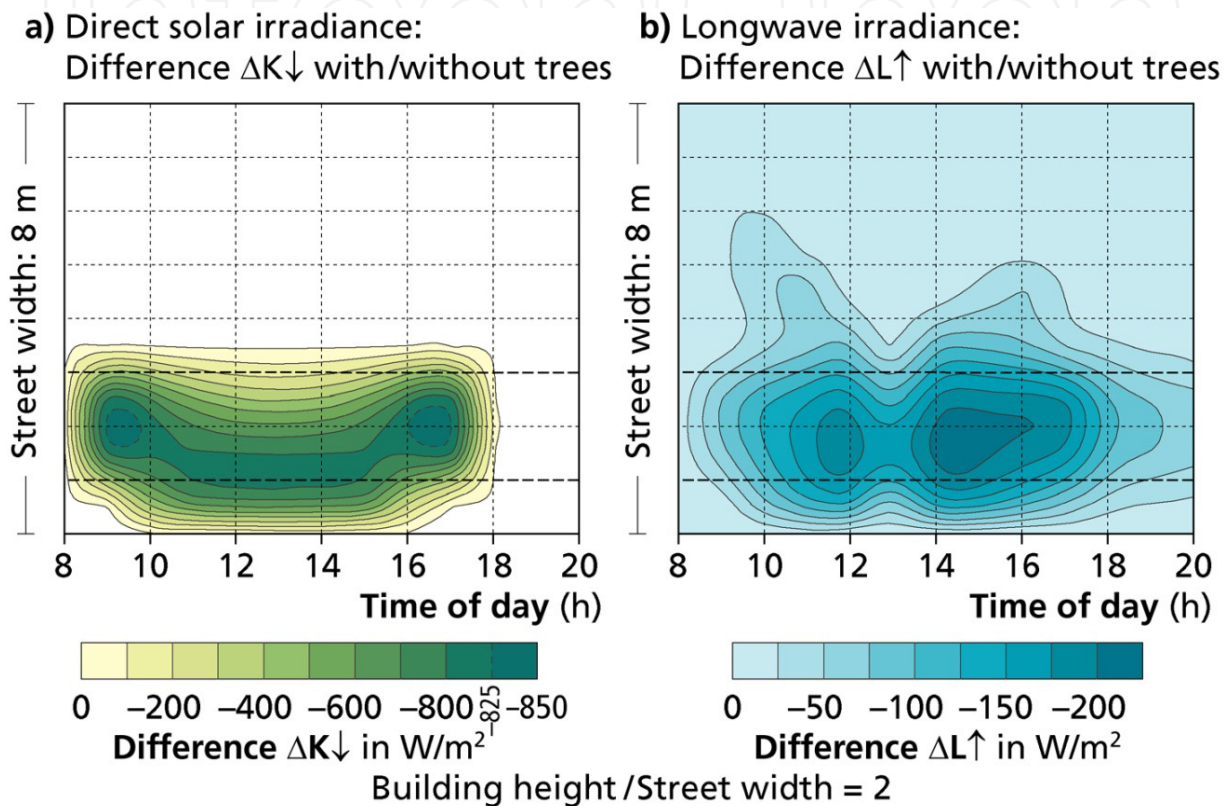 a) Direct solar irradiance:
Difference ΔK↓ with/without trees
b) Longwave irradiance:
Difference ΔL↑ with/without trees
Street width: 8 m
Street width: 8 m
8 10 12 14 16 18 20
8 10 12 14 16 18 20
Time of day (h)
Time of day (h)
0 –200 –400 –600 –800 –825 –850
Difference ΔK↓ in W/m²
0 –50 –100 –150 –200
Difference ΔL↑ in W/m²
Building height/Street width = 2